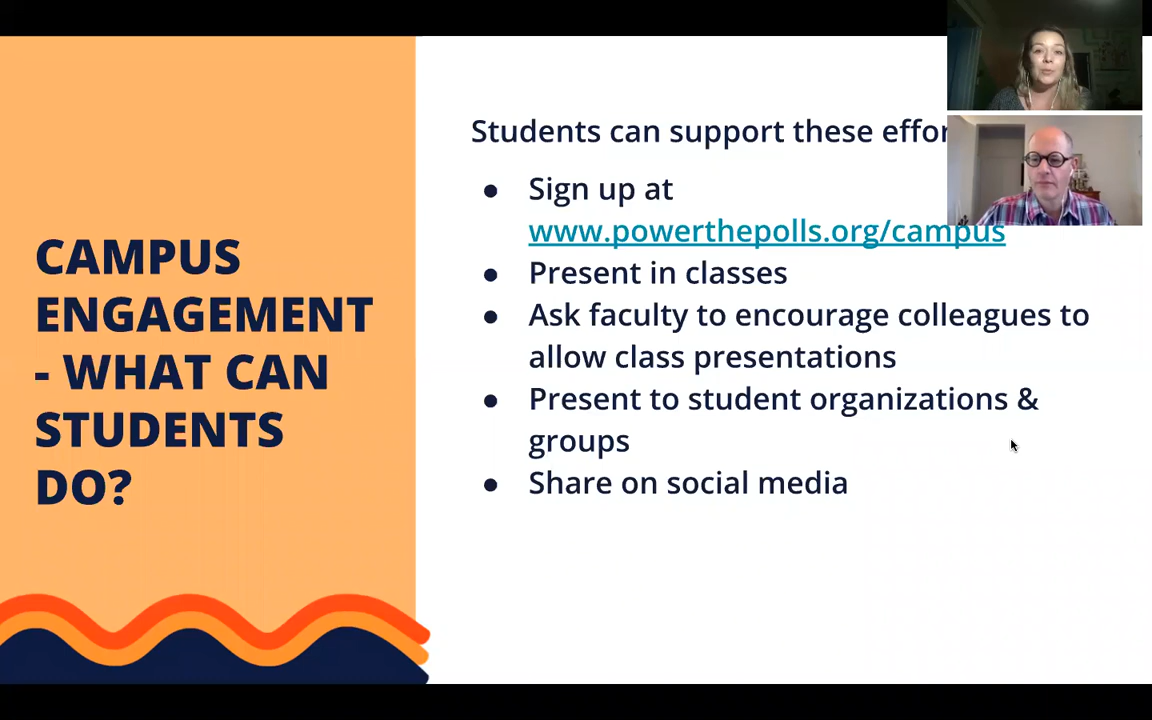 CAMPUS
ENGAGEMENT
- WHAT CAN
STUDENTS
DO?
Students can support these
● Sign up at
www.powerthepolls.org/campus
● Present in classes
● Ask faculty to encourage colleagues to
allow class presentations
● Present to student organizations &
groups
● Share on social media